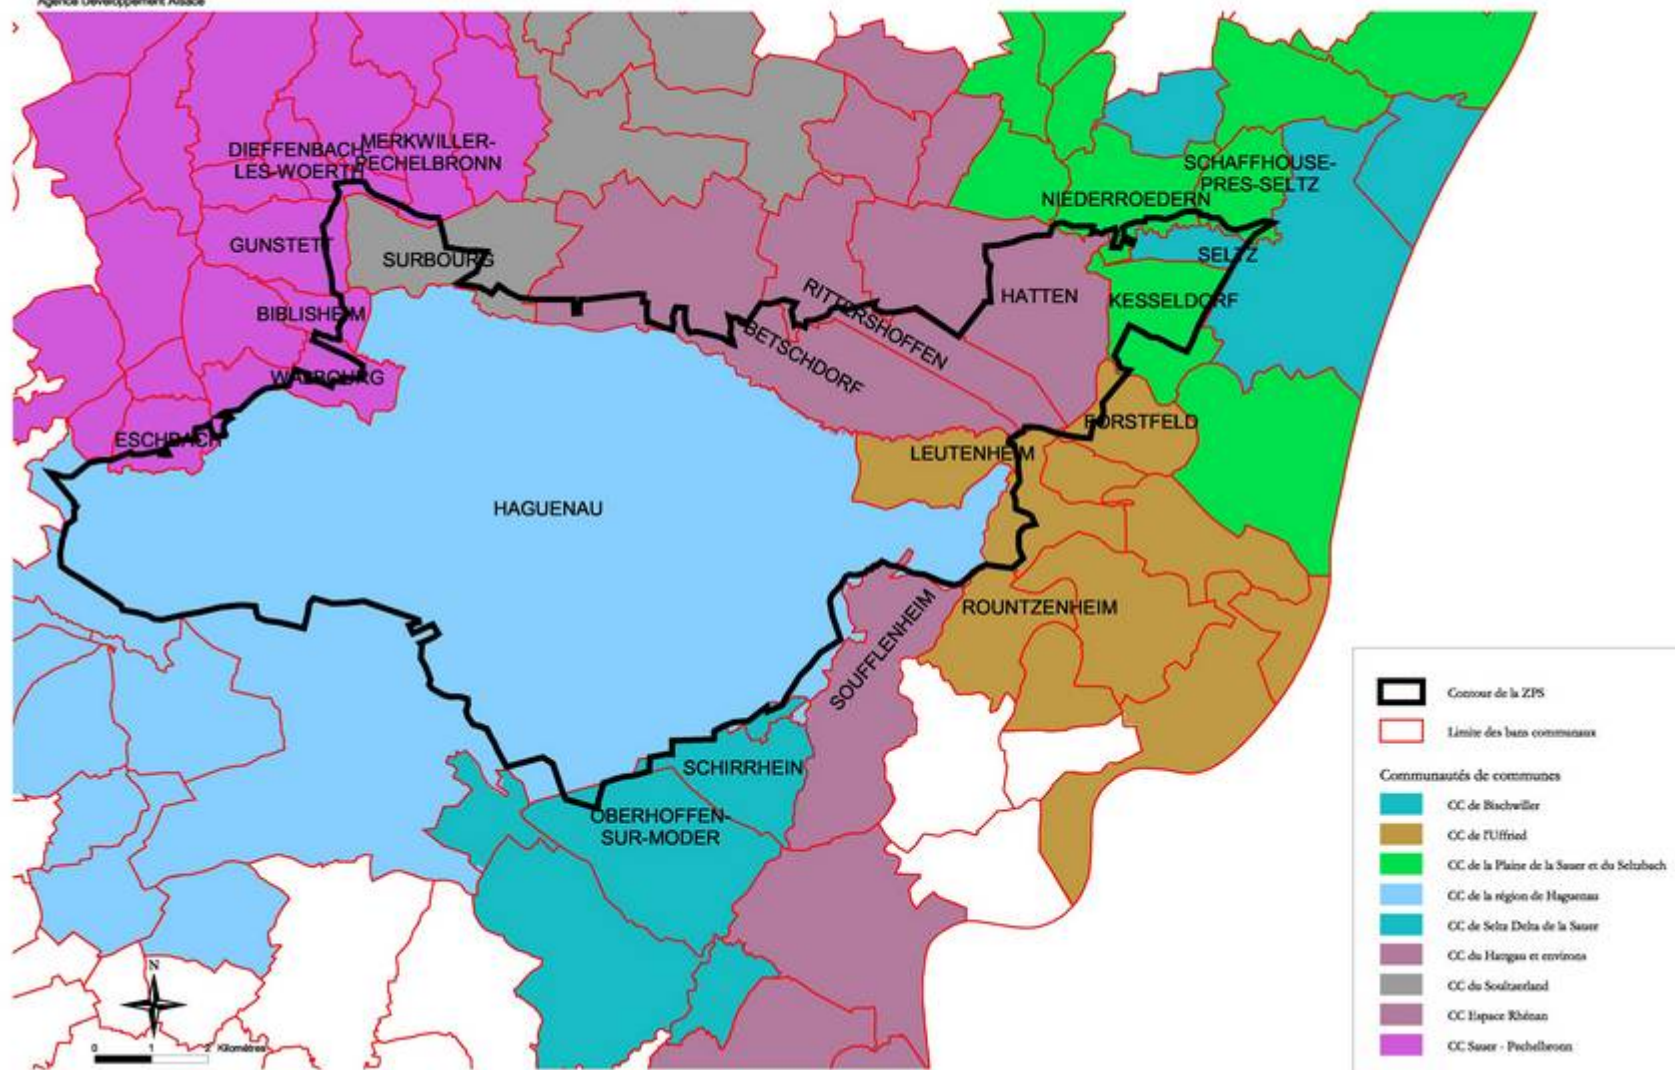 Agence Développement Alsace
DIEFFENBACH-
LES-WOERTH
MERKWILLER-
PECHELBRONN
SCHAFFHOUSE-
PRES-SELTZ
NIEDERROEDERN
GUNSTETT
SURBOURG
SELTZ
RITTERSHOFFEN
HATTEN
KESSELDORF
BIBLISHEIM
BETSCHDORF
WALBOURG
FORSTFELD
ESCHBACH
LEUTENHEIM
HAGUENAU
ROUNTZENHEIM
SOUFFLENHEIM
SCHIRRHEIN
OBERHOFFEN-
SUR-MODER
Contour de la ZPS
Limite des bans communaux
Communautés de communes
CC de Bischwiller
CC de l'Uffried
CC de la Plaine de la Sauer et du Seltzbach
CC de la région de Haguenau
CC de Seltz Delta de la Sauer
CC du Hattgau et environs
CC du Soultzerland
CC Espace Rhénan
CC Sauer - Pechelbronn
N
0 1 2 Kilomètres